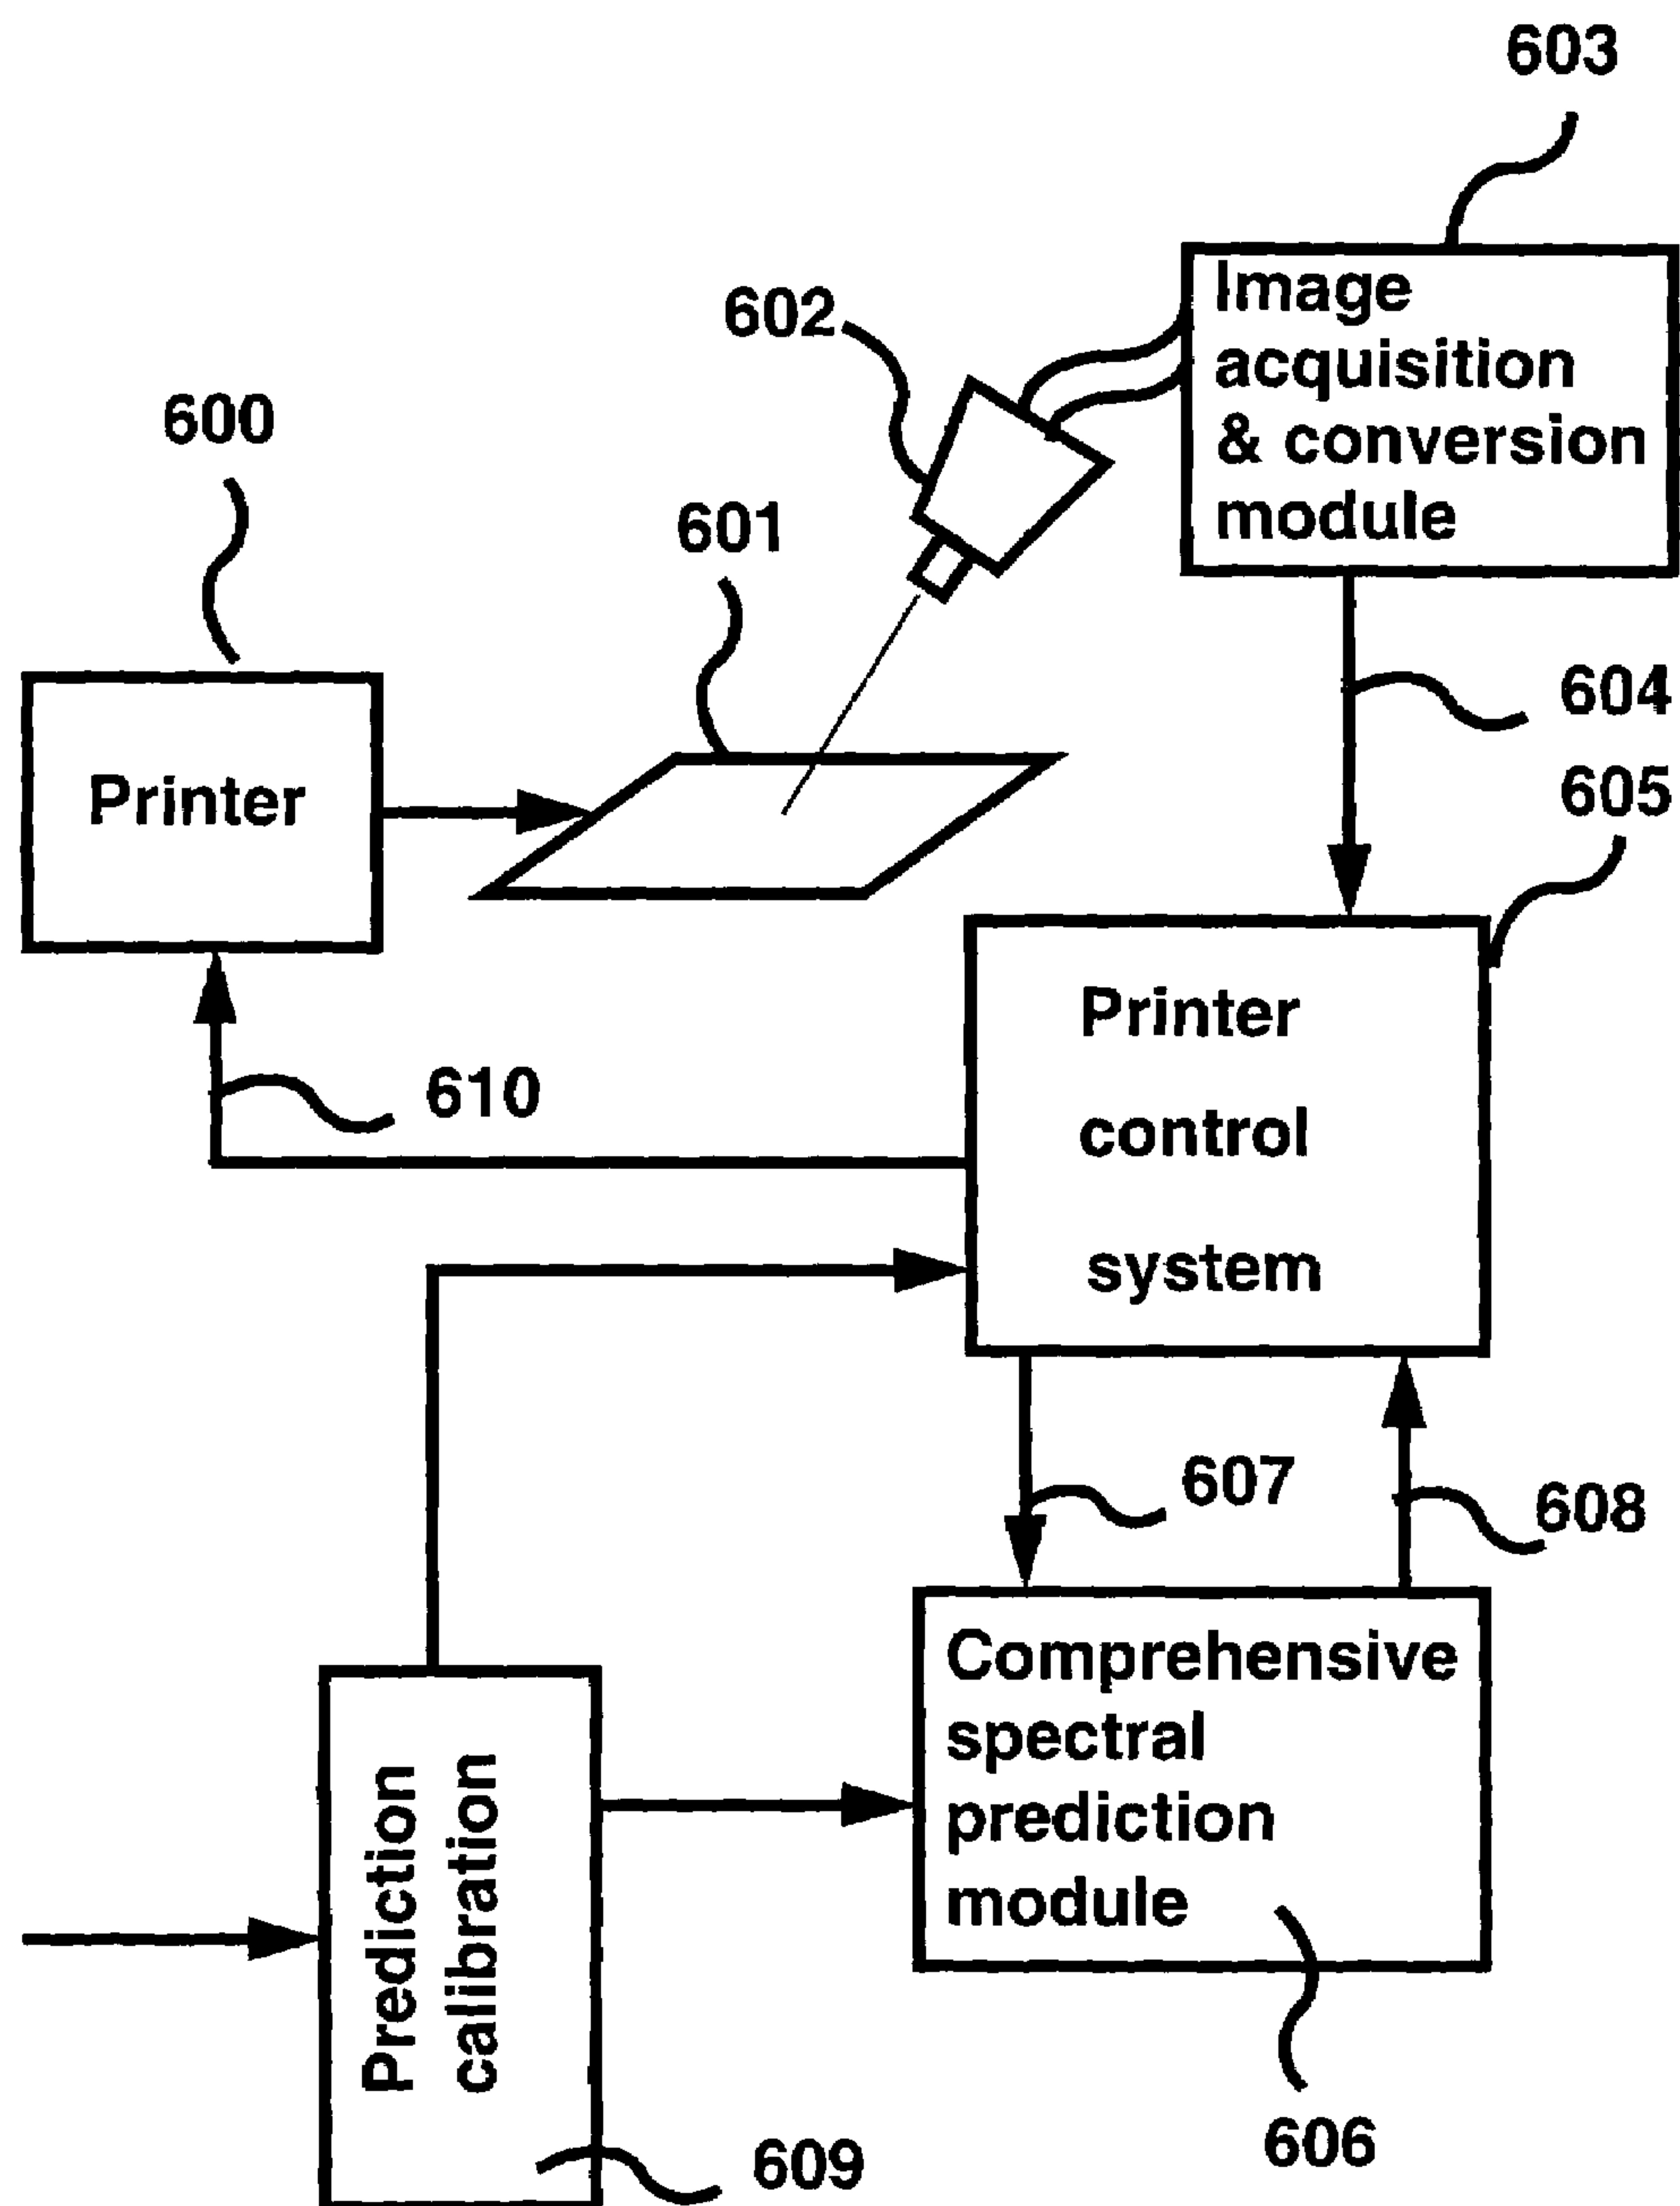 603
Image
acquisition
& conversion
module
602
600
601
604
605
Printer
Printer
control
system
610
607
608
Comprehensive
spectral
prediction
module
Prediction
calibration
606
609